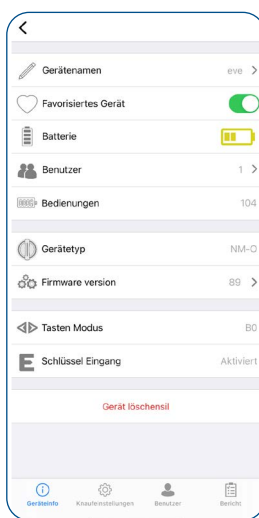 Gerätenamen eve
Favorisiertes Gerät
Batterie
Benutzer 1
Bedienungen 104
Gerätetyp NM-O
Firmware version 89
Tasten Modus B0
E Schlüssel Eingang Aktiviert
Gerät löschensil
Geräteinfo Knaufeinstellungen Benutzer Bericht